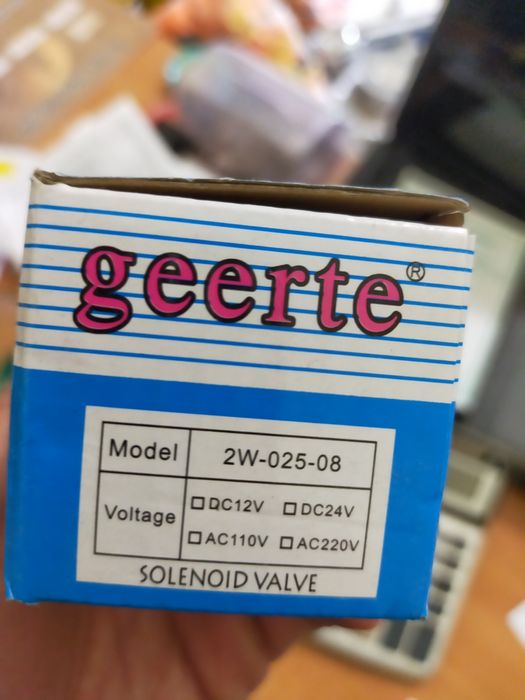 geerte®
Model 2W-025-08
Voltage □DC12V □DC24V
□AC110V □AC220V
SOLENOID VALVE